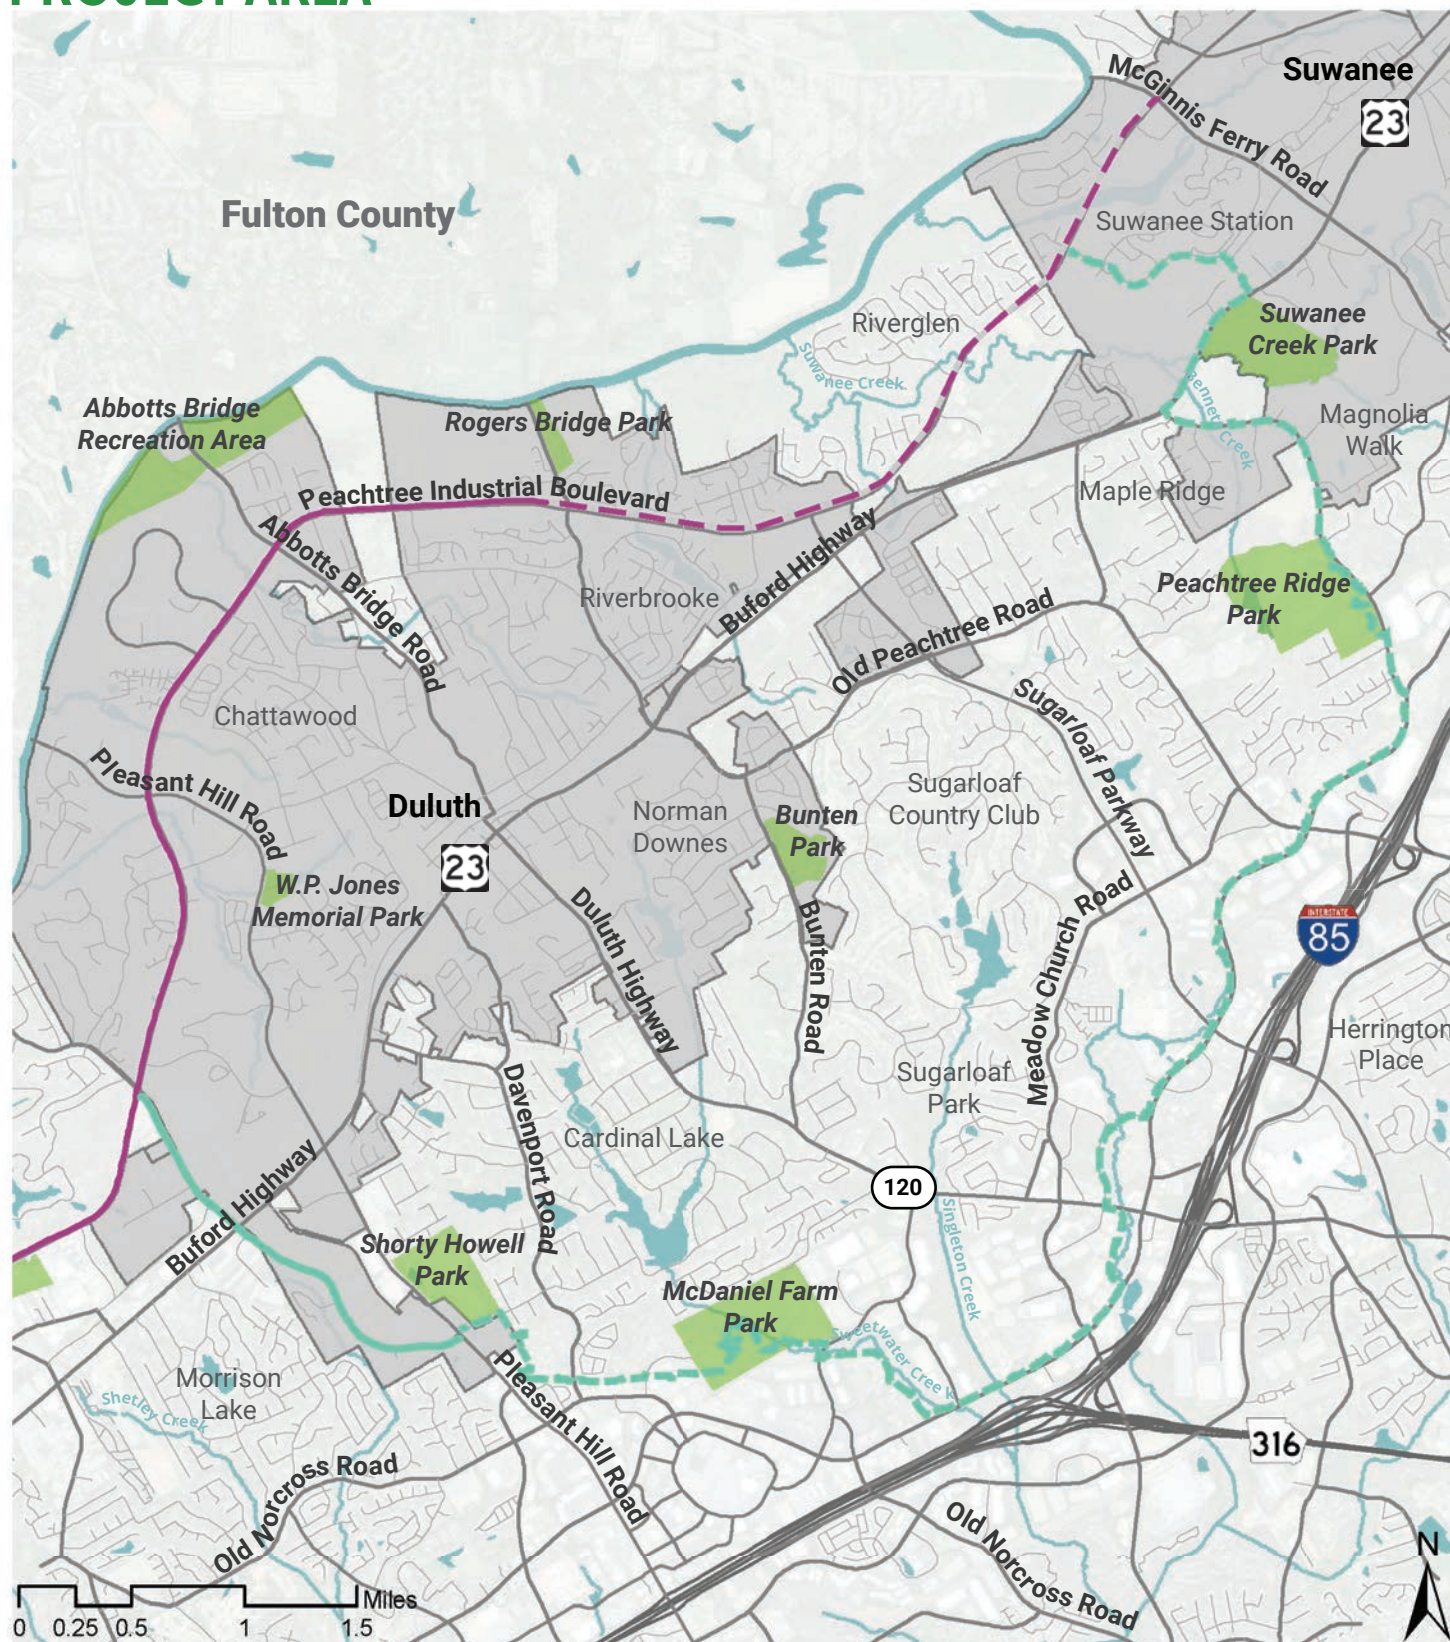 PROJECT AREA
McGinnis Ferry Road
Suwanee
23
Fulton County
Suwanee Station
Riverglen
Suwanee
Creek Park
Suwanee Creek
Bennett Creek
Abbotts Bridge
Recreation Area
Rogers Bridge Park
Magnolia
Walk
Peachtree Industrial Boulevard
Maple Ridge
Abbotts Bridge Road
Buford Highway
Riverbrooke
Peachtree Ridge
Park
Old Peachtree Road
Chattawood
Sugarloaf Parkway
Pleasant Hill Road
Duluth
23
Norman
Downes
Bunten
Park
Sugarloaf
Country Club
W.P. Jones
Memorial Park
Duluth Highway
Bunten Road
Meadow Church Road
INTERSTATE
85
Herrington
Place
Sugarloaf
Park
Davenport Road
Cardinal Lake
120
Buford Highway
Singleton Creek
Shorty Howell
Park
McDaniel Farm
Park
Sweetwater Creek
Morrison
Lake
Shetley Creek
Pleasant Hill Road
316
Old Norcross Road
Old Norcross Road
N
Miles
0 0.25 0.5 1 1.5